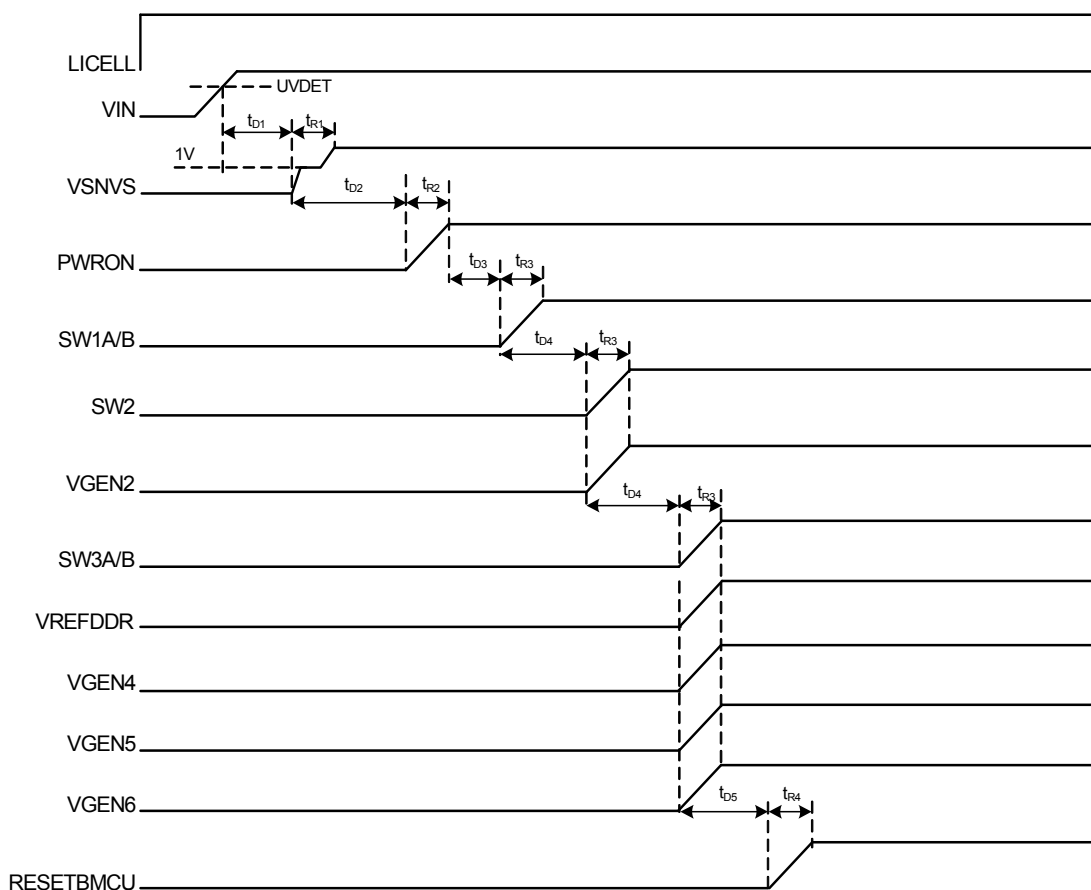 LICELL
UVDET
VIN
tD1
tR1
1V
VSNVS
tD2
tR2
PWRON
tD3
tR3
SW1A/B
tD4
tR3
SW2
VGEN2
tD4
tR3
SW3A/B
VREFDDR
VGEN4
VGEN5
VGEN6
tD5
tR4
RESETBMCU